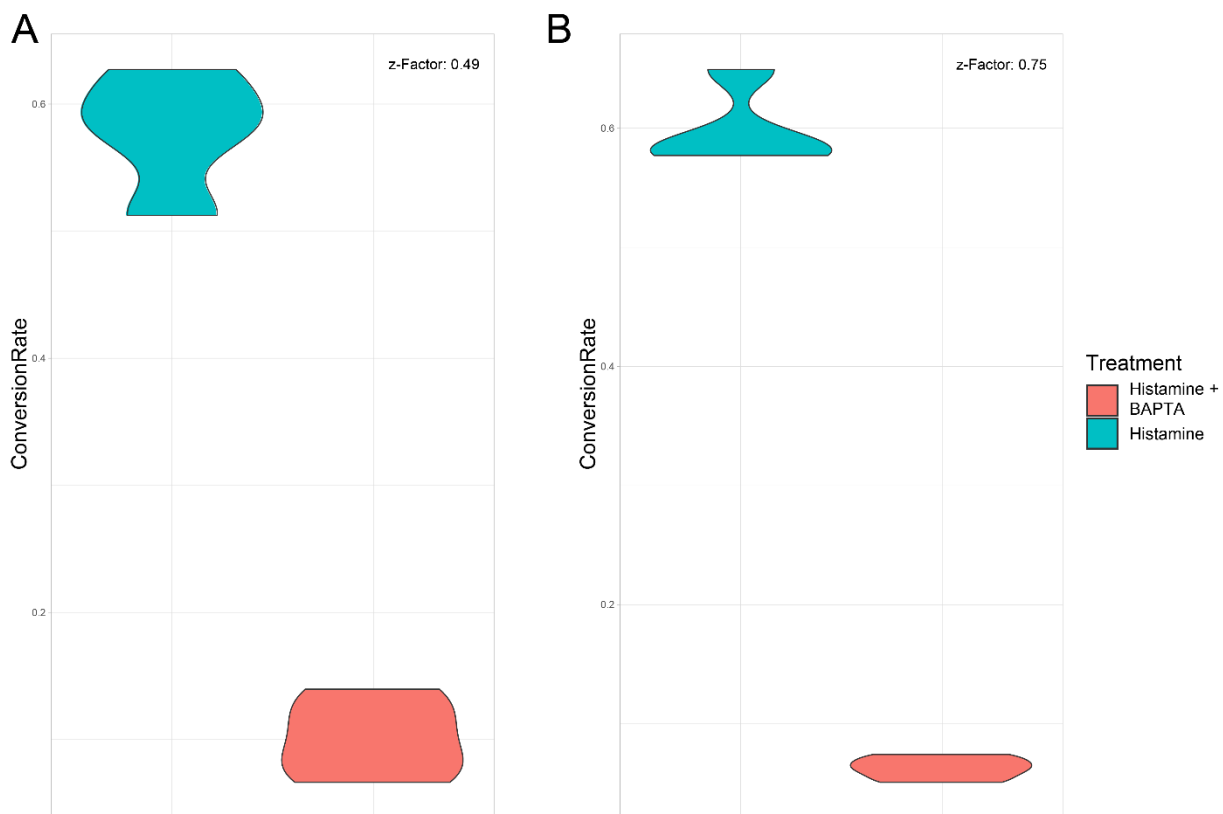 A
z-Factor: 0.49
0.6
0.4
0.2
ConversionRate
B
z-Factor: 0.75
0.6
0.4
0.2
ConversionRate
Treatment
Histamine +
BAPTA
Histamine